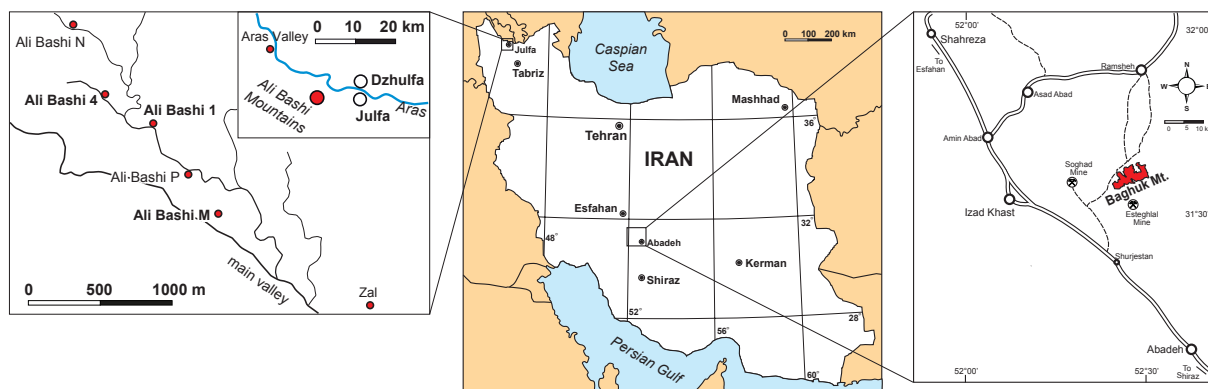 Ali Bashi N
Ali Bashi 4
Ali Bashi 1
Ali Bashi P
Ali Bashi M
main valley
Zal
0 500 1000 m
0 10 20 km
Aras Valley
Dzhulfa
Julfa
Ali Bashi
Mountains
Aras
Caspian
Sea
0 100 200 km
Julfa
Tabriz
Mashhad
36°
Tehran
IRAN
Esfahan
32°
48°
Abadeh
Kerman
Shiraz
52°
28°
56°
Persian Gulf
60°
52°00'
32°00'
Shahreza
To
Esfahan
Ramsheh
N
W E
S
0 5 10 km
Asad Abad
Amin Abad
Soghad
Mine
Baghuk Mt.
Esteghlal
Mine
31°30'
Izad Khast
Shurjestan
Abadeh
To
Shiraz
52°00'
52°30'